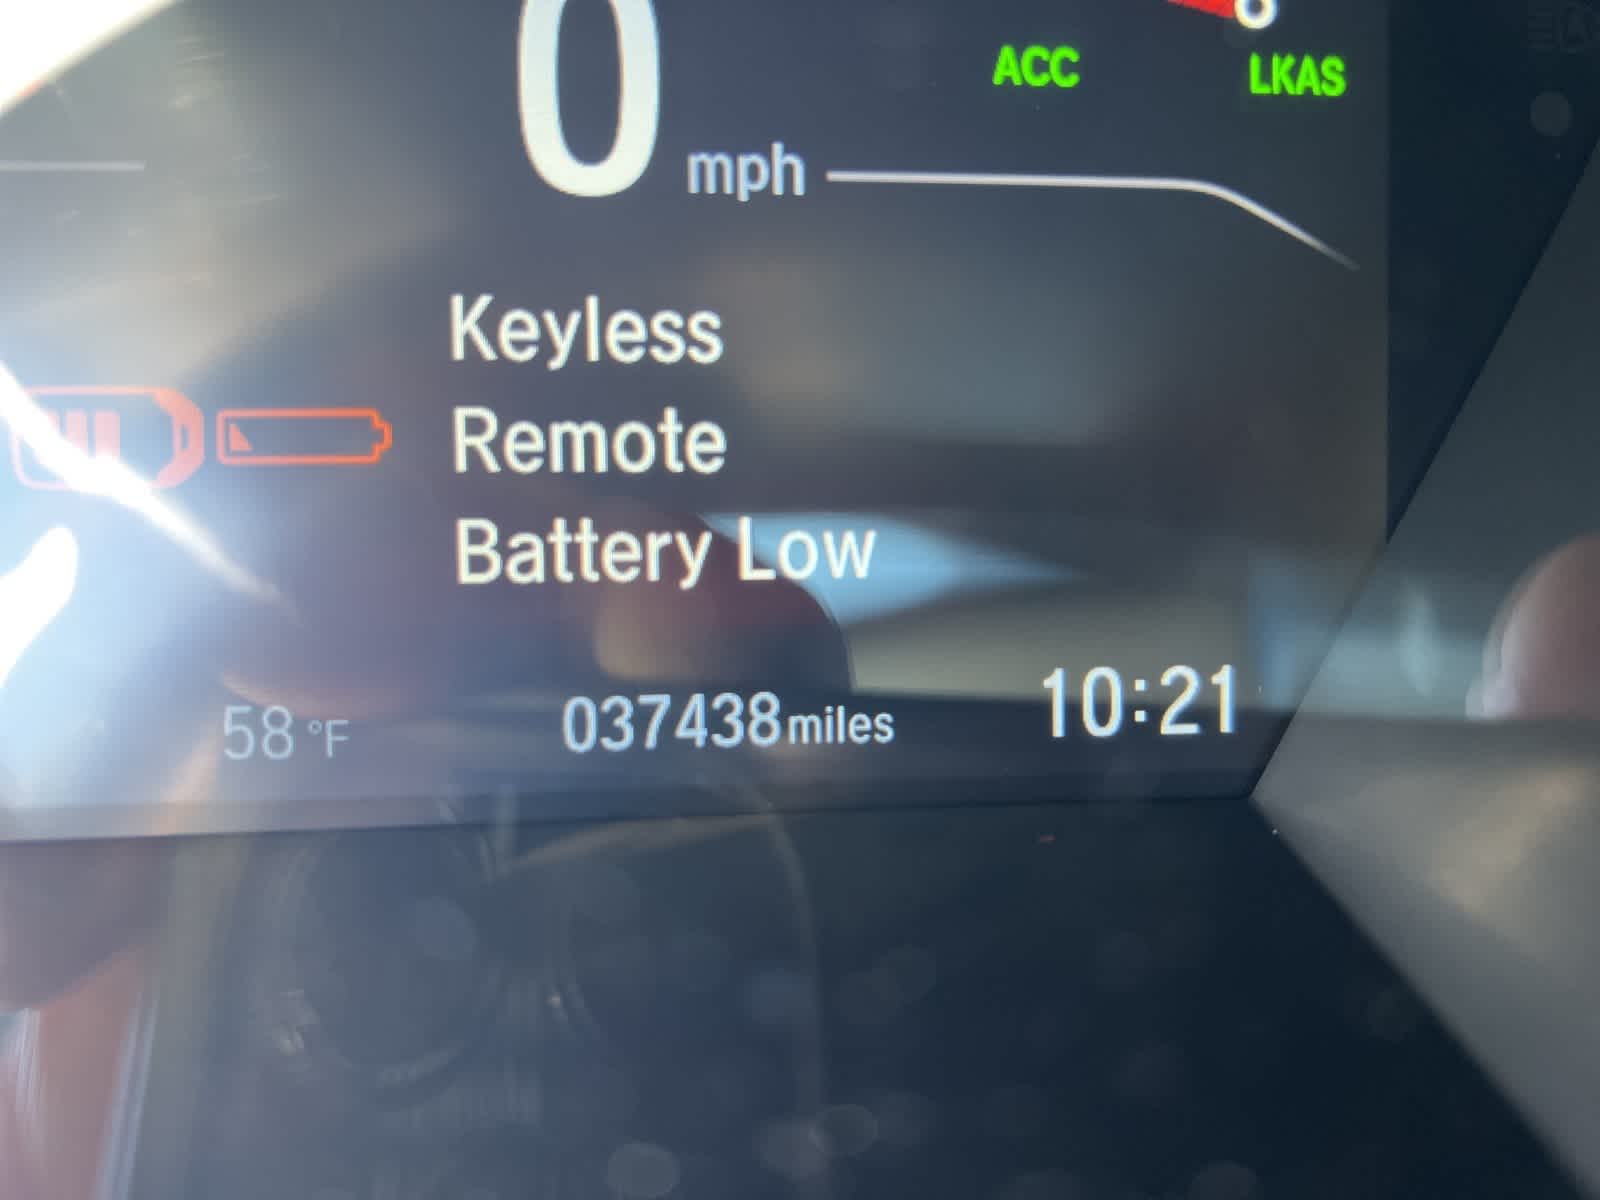 0 mph
ACC LKAS
Keyless
Remote
Battery Low
58 °F 037438 miles 10:21